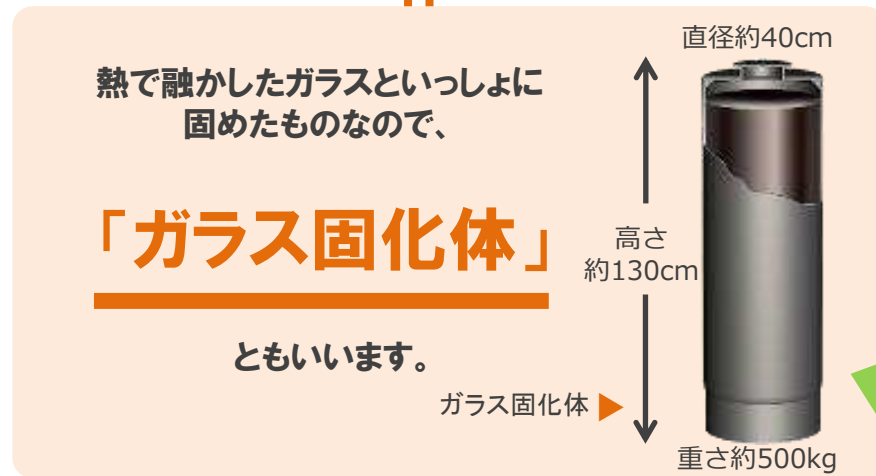 熱で融かしたガラスといっしょに
固めたものなので、
「ガラス固化体」
ともいいます。
直径約40cm
高さ
約130cm
ガラス固化体
重さ約500kg